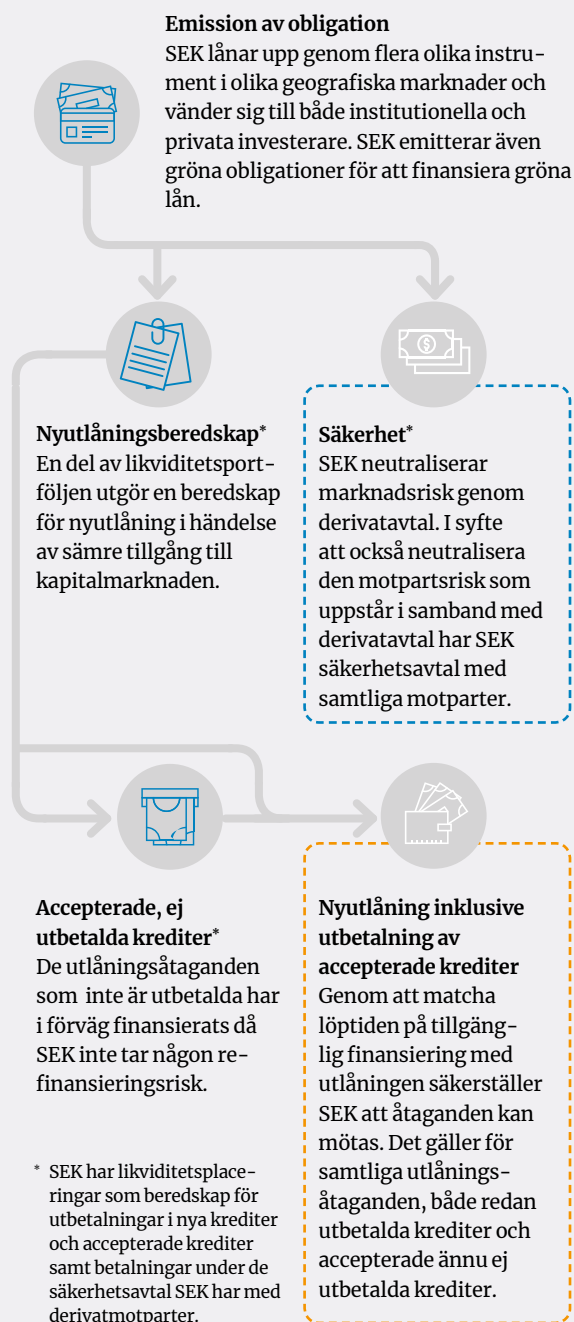 Emission av obligation
SEK lånar upp genom flera olika instru-
ment i olika geografiska marknader och
vänder sig till både institutionella och
privata investerare. SEK emitterar även
gröna obligationer för att finansiera gröna
lån.
Nyutlåningsberedskap*
En del av likviditetsport-
följen utgör en beredskap
för nyutlåning i händelse
av sämre tillgång till
kapitalmarknaden.
Säkerhet*
SEK neutraliserar
marknadsrisk genom
derivatavtal. I syfte
att också neutralisera
den motpartsrisk som
uppstår i samband med
derivatavtal har SEK
säkerhetsavtal med
samtliga motparter.
Accepterade, ej
utbetalda krediter*
De utlåningsåtaganden
som inte är utbetalda har
i förväg finansierats då
SEK inte tar någon re-
finansieringsrisk.
Nyutlåning inklusive
utbetalning av
accepterade krediter
Genom att matcha
löptiden på tillgäng-
lig finansiering med
utlåningen säkerställer
SEK att åtaganden kan
mötas. Det gäller för
samtliga utlånings-
åtaganden, både redan
utbetalda krediter och
accepterade ännu ej
utbetalda krediter.
* SEK har likviditetsplace-
ringar som beredskap för
utbetalningar i nya krediter
och accepterade krediter
samt betalningar under de
säkerhetsavtal SEK har med
derivatmotparter.